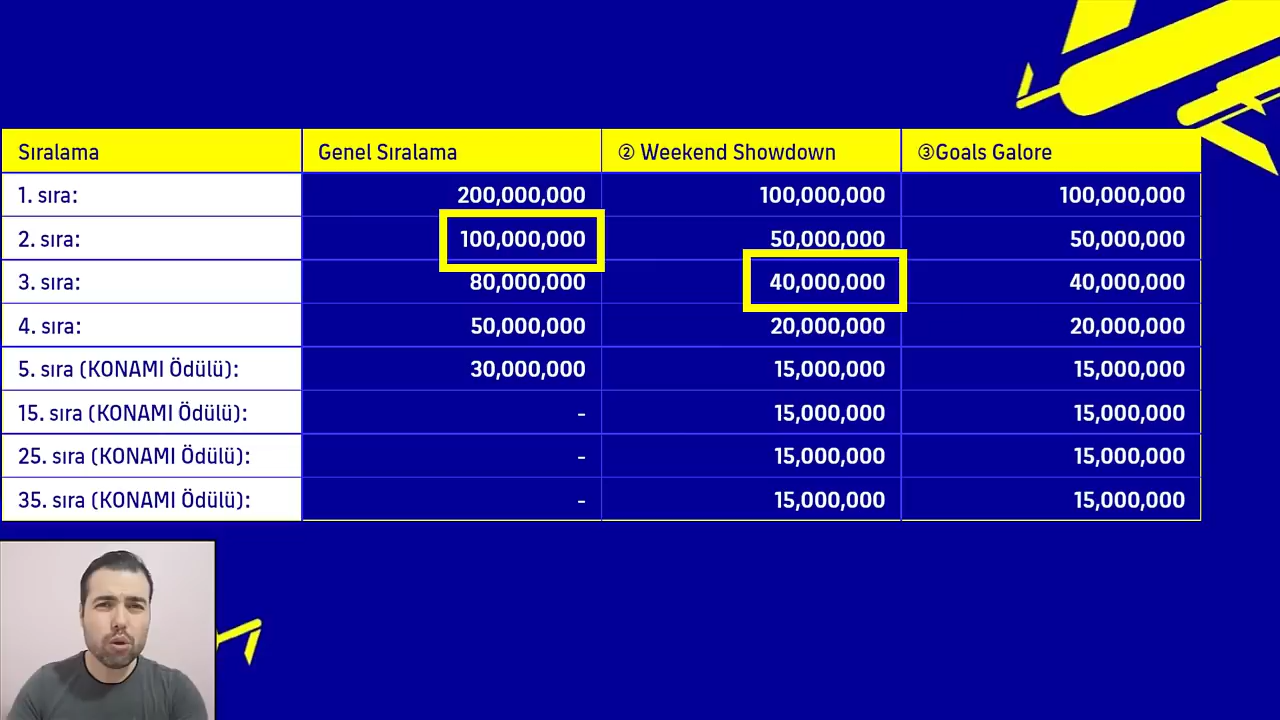 Sıralama Genel Sıralama ② Weekend Showdown ③Goals Galore
1. sıra: 200,000,000 100,000,000 100,000,000
2. sıra: 100,000,000 50,000,000 50,000,000
3. sıra: 80,000,000 40,000,000 40,000,000
4. sıra: 50,000,000 20,000,000 20,000,000
5. sıra (KONAMI Ödülü): 30,000,000 15,000,000 15,000,000
15. sıra (KONAMI Ödülü): - 15,000,000 15,000,000
25. sıra (KONAMI Ödülü): - 15,000,000 15,000,000
35. sıra (KONAMI Ödülü): - 15,000,000 15,000,000